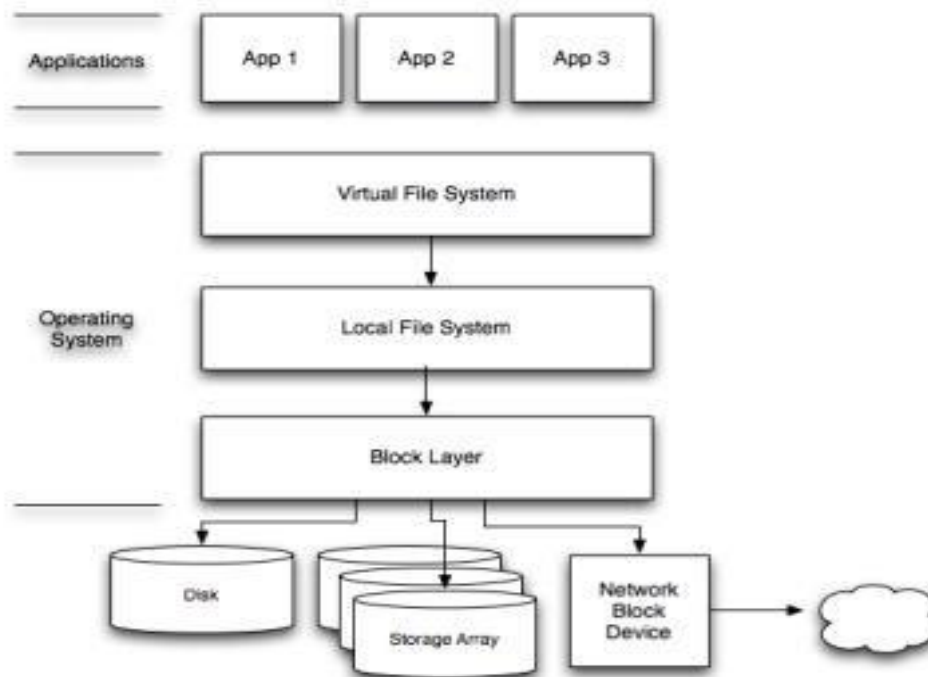 Applications
App 1
App 2
App 3
Virtual File System
Operating
System
Local File System
Block Layer
Disk
Storage Array
Network
Block
Device